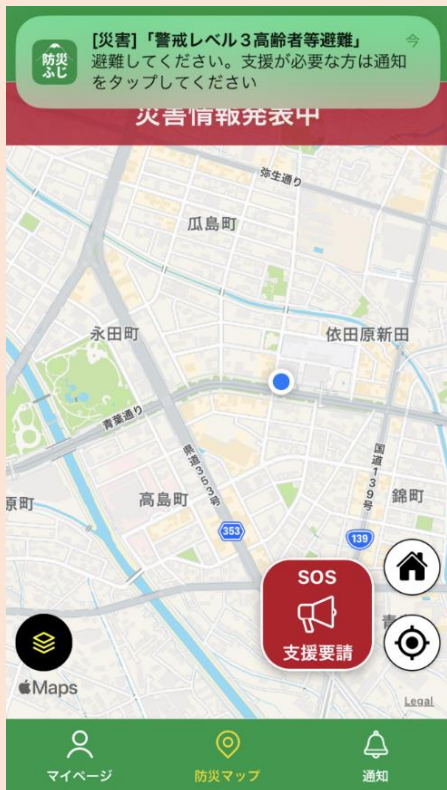 防災
ふじ
[災害]「警戒レベル3高齢者等避難」 今
避難してください。支援が必要な方は通知
をタップしてください
災害情報発表中
弥生通り
瓜島町
永田町
依田原新田
青葉通り
県道353号
国道139号
高島町
錦町
原町
353
139
SOS
支援要請
青
Maps
Legal
マイページ
防災マップ
通知